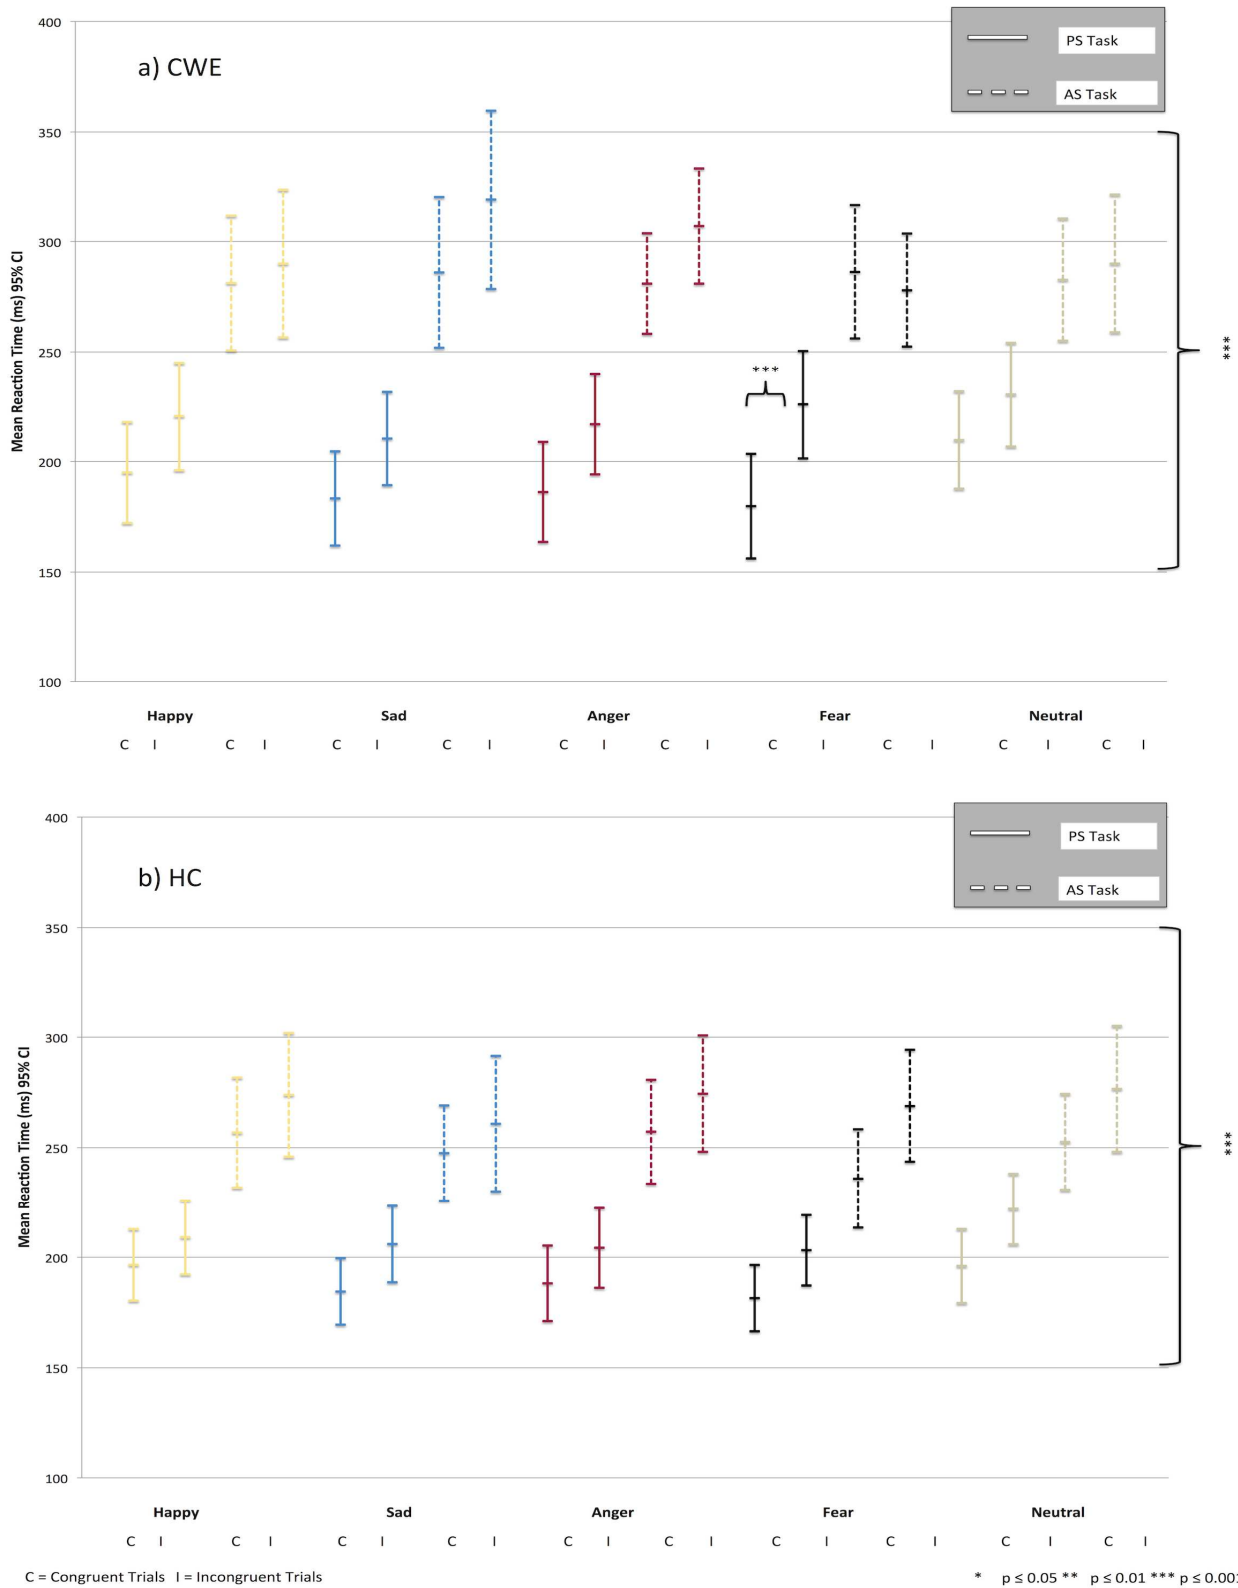 400
PS Task
a) CWE
AS Task
350
300
250
200
150
100
Mean Reaction Time (ms) 95% CI
***
***
Happy Sad Anger Fear Neutral
C I C I C I C I C I C I C I C I C I C I
400
PS Task
b) HC
AS Task
350
300
250
200
150
100
Mean Reaction Time (ms) 95% CI
***
Happy Sad Anger Fear Neutral
C I C I C I C I C I C I C I C I C I C I
C = Congruent Trials I = Incongruent Trials * p ≤ 0.05 ** p ≤ 0.01 *** p ≤ 0.00